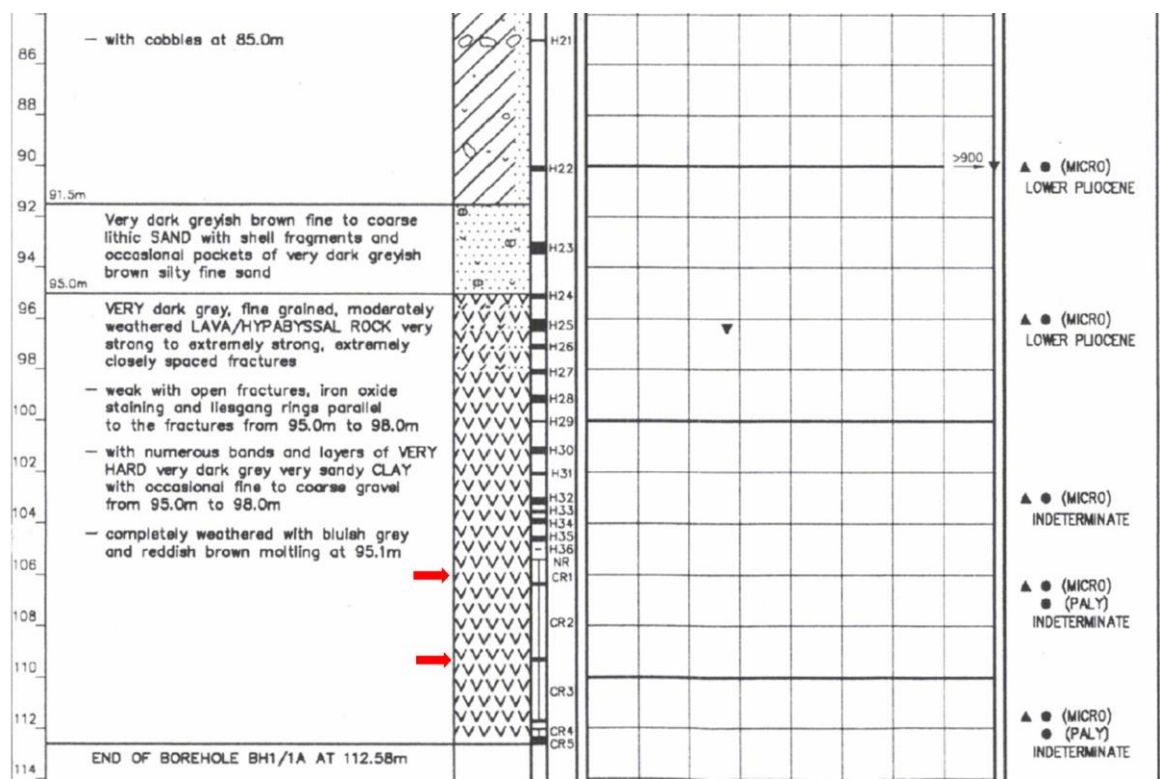 86
88
90
92
94
96
98
100
102
104
106
108
110
112
114
— with cobbles at 85.0m
91.5m
Very dark greyish brown fine to coarse
lithic SAND with shell fragments and
occasional pockets of very dark greyish
brown silty fine sand
95.0m
VERY dark grey, fine grained, moderately
weathered LAVA/HYPABYSSAL ROCK very
strong to extremely strong, extremely
closely spaced fractures
— weak with open fractures, iron oxide
staining and liesgang rings parallel
to the fractures from 95.0m to 98.0m
— with numerous bands and layers of VERY
HARD very dark grey very sandy CLAY
with occasional fine to coarse gravel
from 95.0m to 98.0m
— completely weathered with bluish grey
and reddish brown moltling at 95.1m
END OF BOREHOLE BH1/1A AT 112.58m
H21
H22
H23
H24
H25
H26
H27
H28
H29
H30
H31
H32
H33
H34
H35
H36
NR
CR1
CR2
CR3
CR4
CR5
>900
▲ ● (MICRO)
LOWER PLIOCENE
▲ ● (MICRO)
LOWER PLIOCENE
▲ ● (MICRO)
INDETERMINATE
▲ ● (MICRO)
● (PALY)
INDETERMINATE
▲ ● (MICRO)
● (PALY)
INDETERMINATE